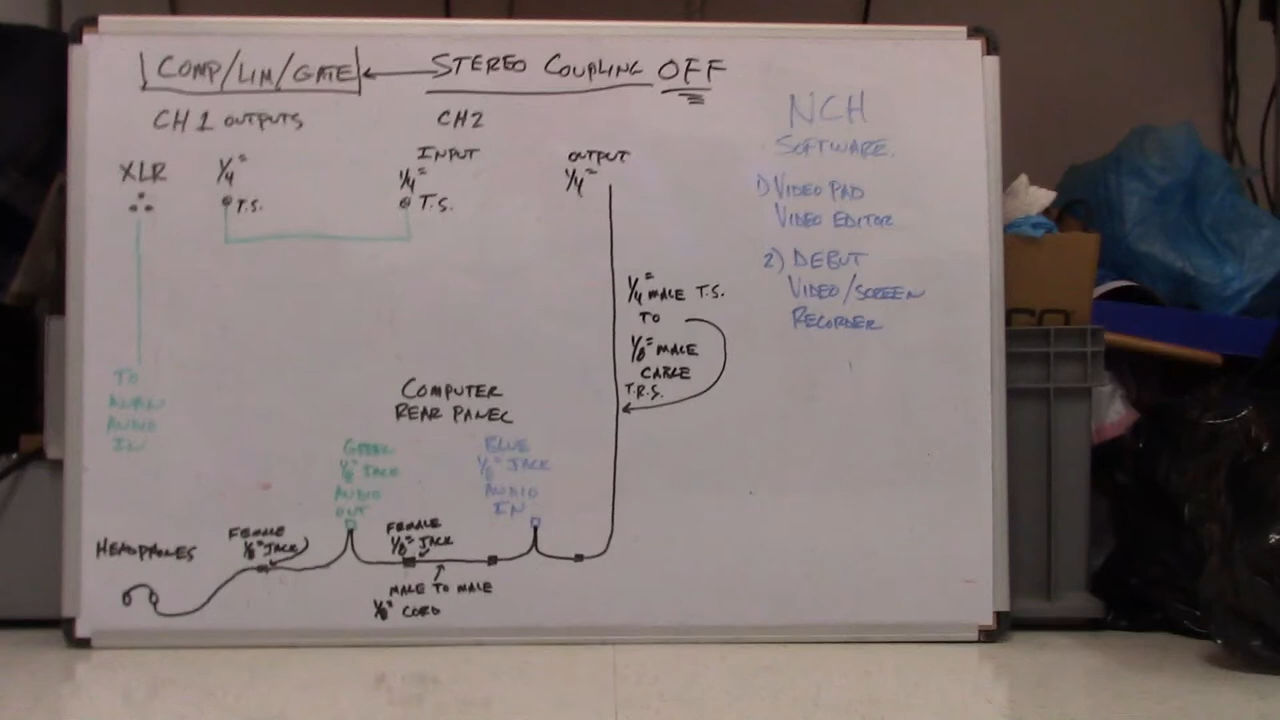 COMP/LIM/GATE ← STEREO COUPLING OFF
CH 1 OUTPUTS
CH2
XLR
1/4"
T.S.
INPUT
1/4"
T.S.
OUTPUT
1/4"
NCH
SOFTWARE
1) VIDEO PAD
VIDEO EDITOR
2) DEBUT
VIDEO/SCREEN
RECORDER
1/4" MALE T.S.
TO
1/8" MALE
CABLE
T.R.S.
TO
AUDIO
IN
COMPUTER
REAR PANEL
GREEN
1/8" JACK
AUDIO
OUT
BLUE
1/8" JACK
AUDIO
IN
HEADPHONES
FEMALE
1/8" JACK
FEMALE
1/8" JACK
MALE TO MALE
1/8" CORD